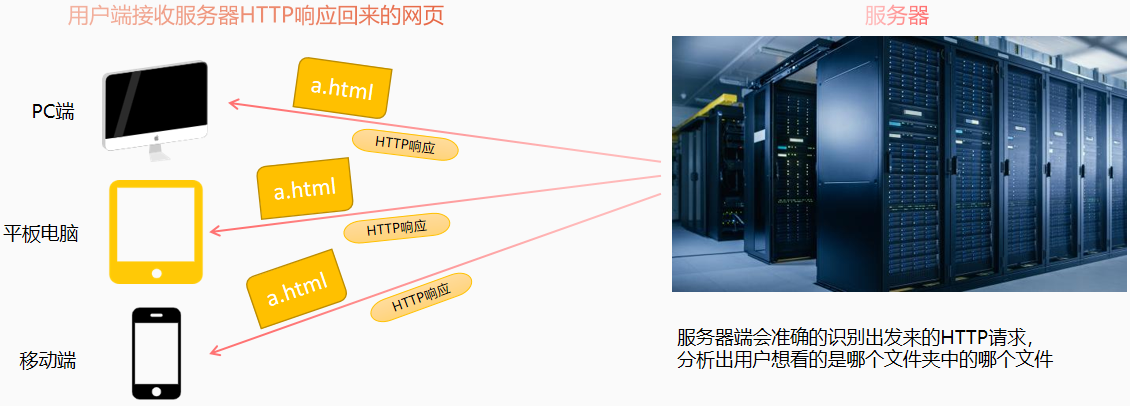 用户端接收服务器HTTP响应回来的网页
服务器
PC端
a.html
HTTP响应
平板电脑
a.html
HTTP响应
移动端
a.html
HTTP响应
服务器端会准确的识别出发来的HTTP请求，
分析出用户想看的是哪个文件夹中的哪个文件